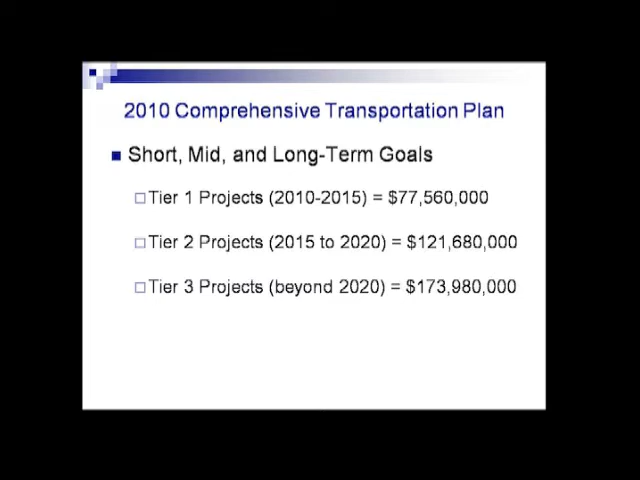 2010 Comprehensive Transportation Plan
Short, Mid, and Long-Term Goals
Tier 1 Projects (2010-2015) = $77,560,000
Tier 2 Projects (2015 to 2020) = $121,680,000
Tier 3 Projects (beyond 2020) = $173,980,000